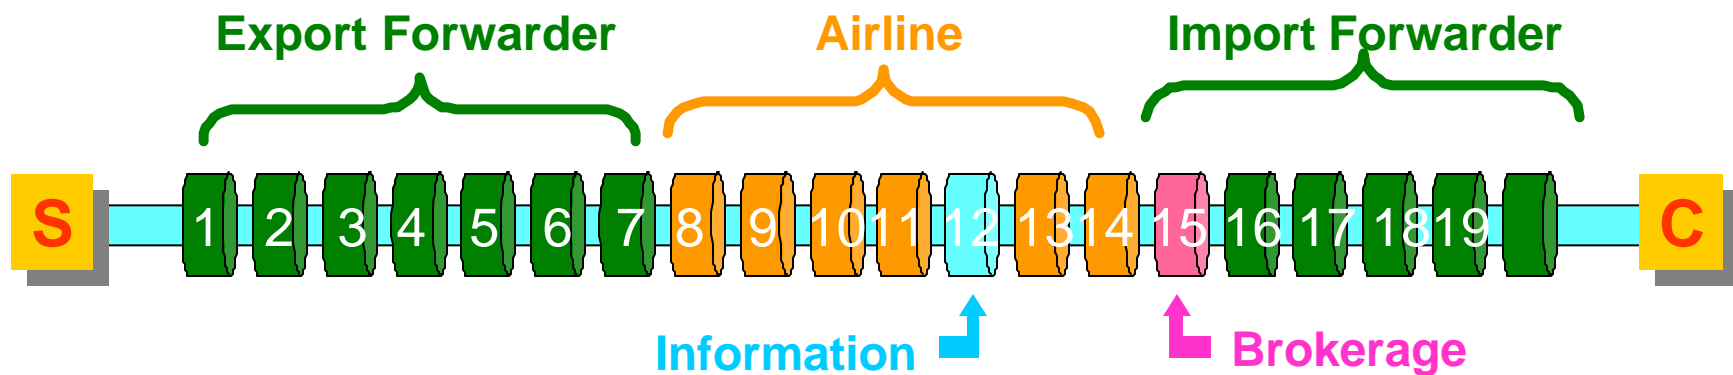 Export Forwarder Airline Import Forwarder
S 1 2 3 4 5 6 7 8 9 10 11 12 13 14 15 16 17 18 19 C
Information Brokerage